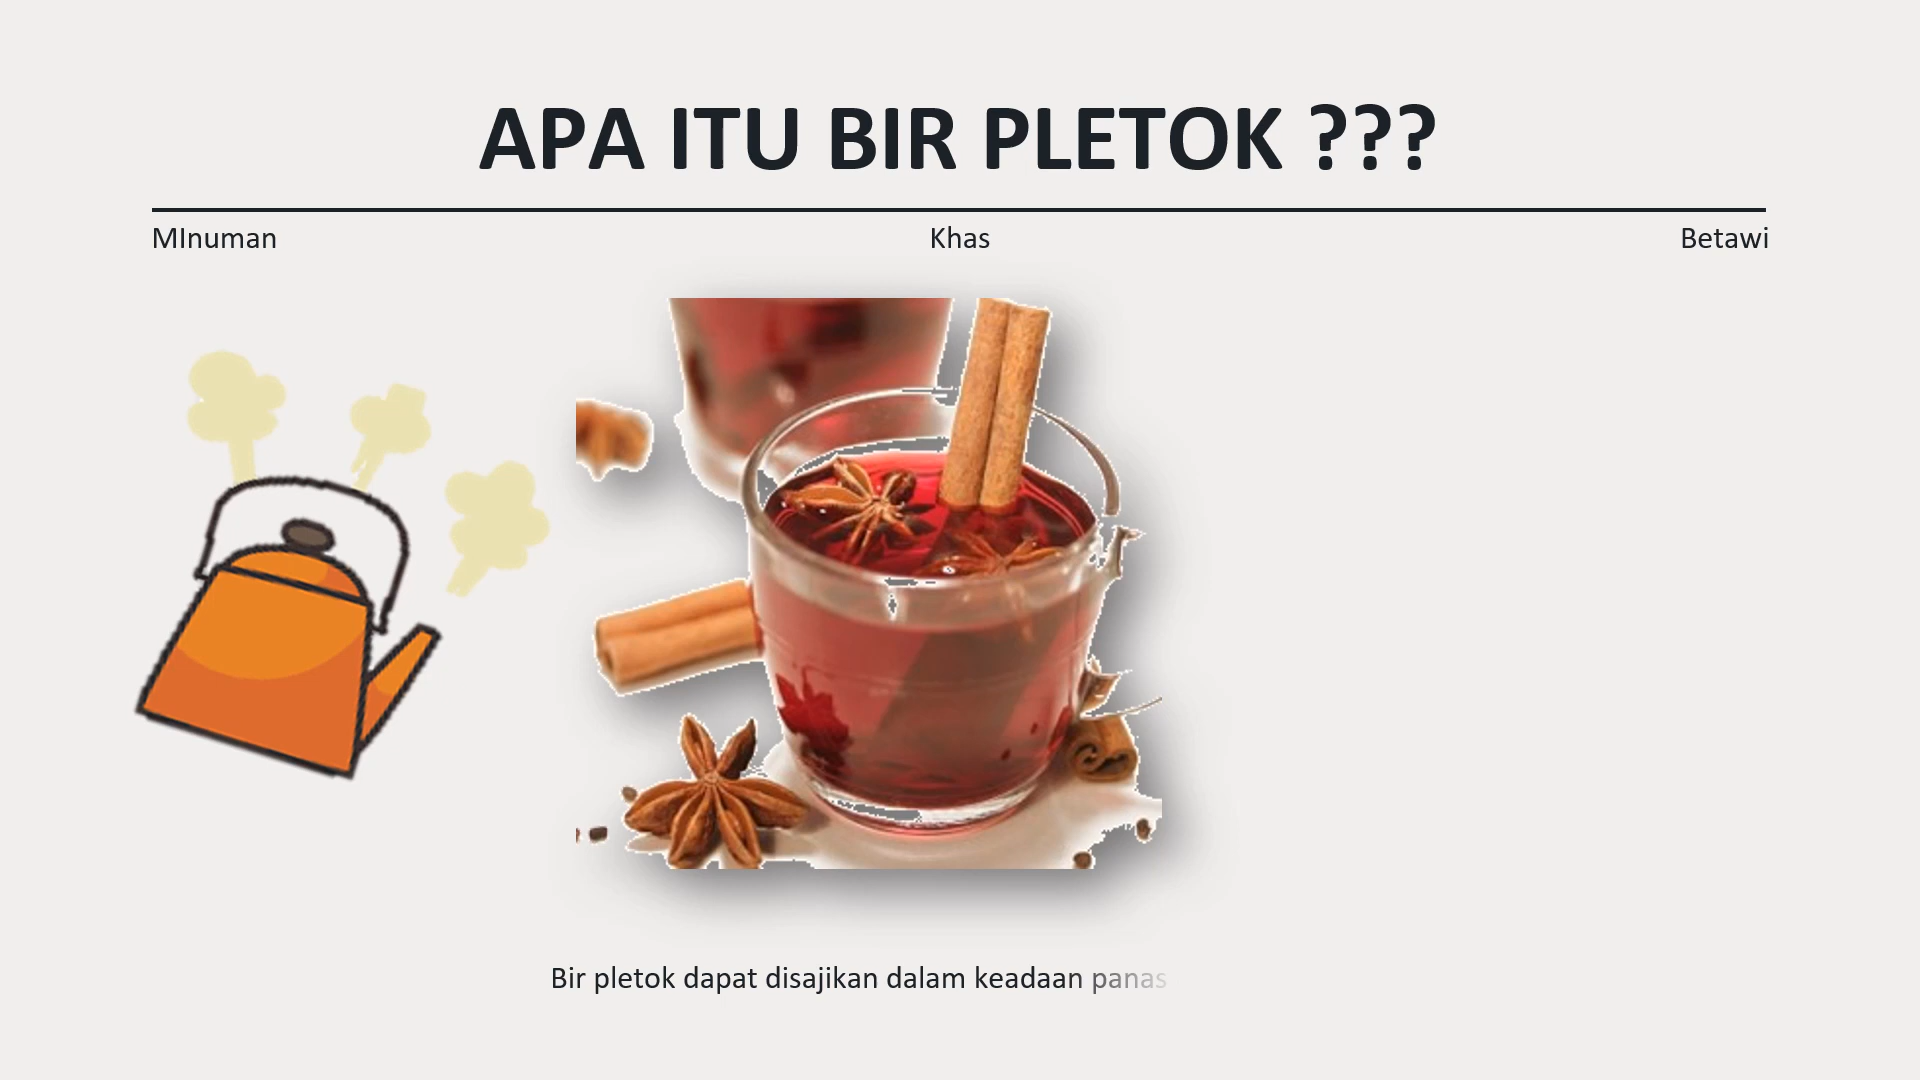 APA ITU BIR PLETOK ???
MInuman Khas Betawi
Bir pletok dapat disajikan dalam keadaan panas